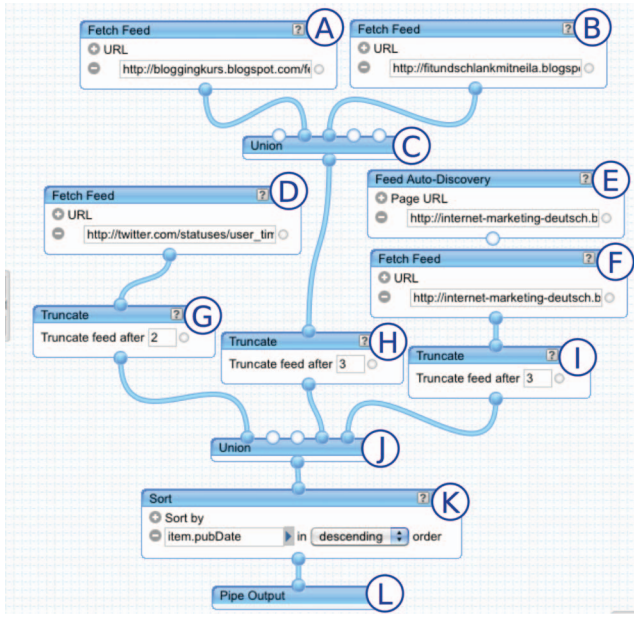 Fetch Feed ? A
URL
http://bloggingkurs.blogspot.com/fe
Fetch Feed ? B
URL
http://fitundschlankmitneila.blogspo
Union C
Fetch Feed ? D
URL
http://twitter.com/statuses/user_tim
Feed Auto-Discovery ? E
Page URL
http://internet-marketing-deutsch.b
Fetch Feed ? F
URL
http://internet-marketing-deutsch.b
Truncate ? G
Truncate feed after 2
Truncate ? H
Truncate feed after 3
Truncate ? I
Truncate feed after 3
Union J
Sort ? K
Sort by
item.pubDate in descending order
Pipe Output L